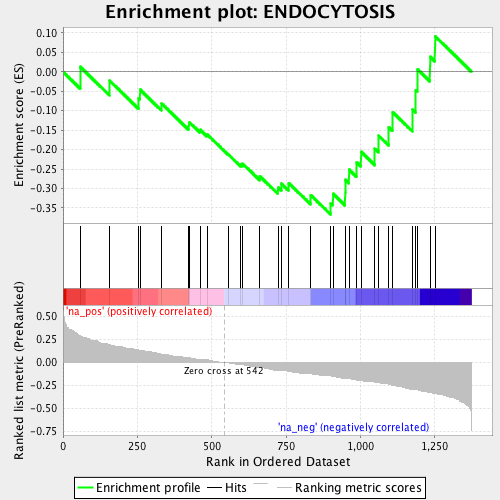 Enrichment plot: ENDOCYTOSIS
Enrichment score (ES)
0.10
0.05
0.00
-0.05
-0.10
-0.15
-0.20
-0.25
-0.30
-0.35
'na_pos' (positively correlated)
Ranked list metric (PreRanked)
0.50
0.25
0.00
-0.25
-0.50
-0.75
Zero cross at 542
'na_neg' (negatively correlated)
0 250 500 750 1,000 1,250
Rank in Ordered Dataset
Enrichment profile Hits Ranking metric scores